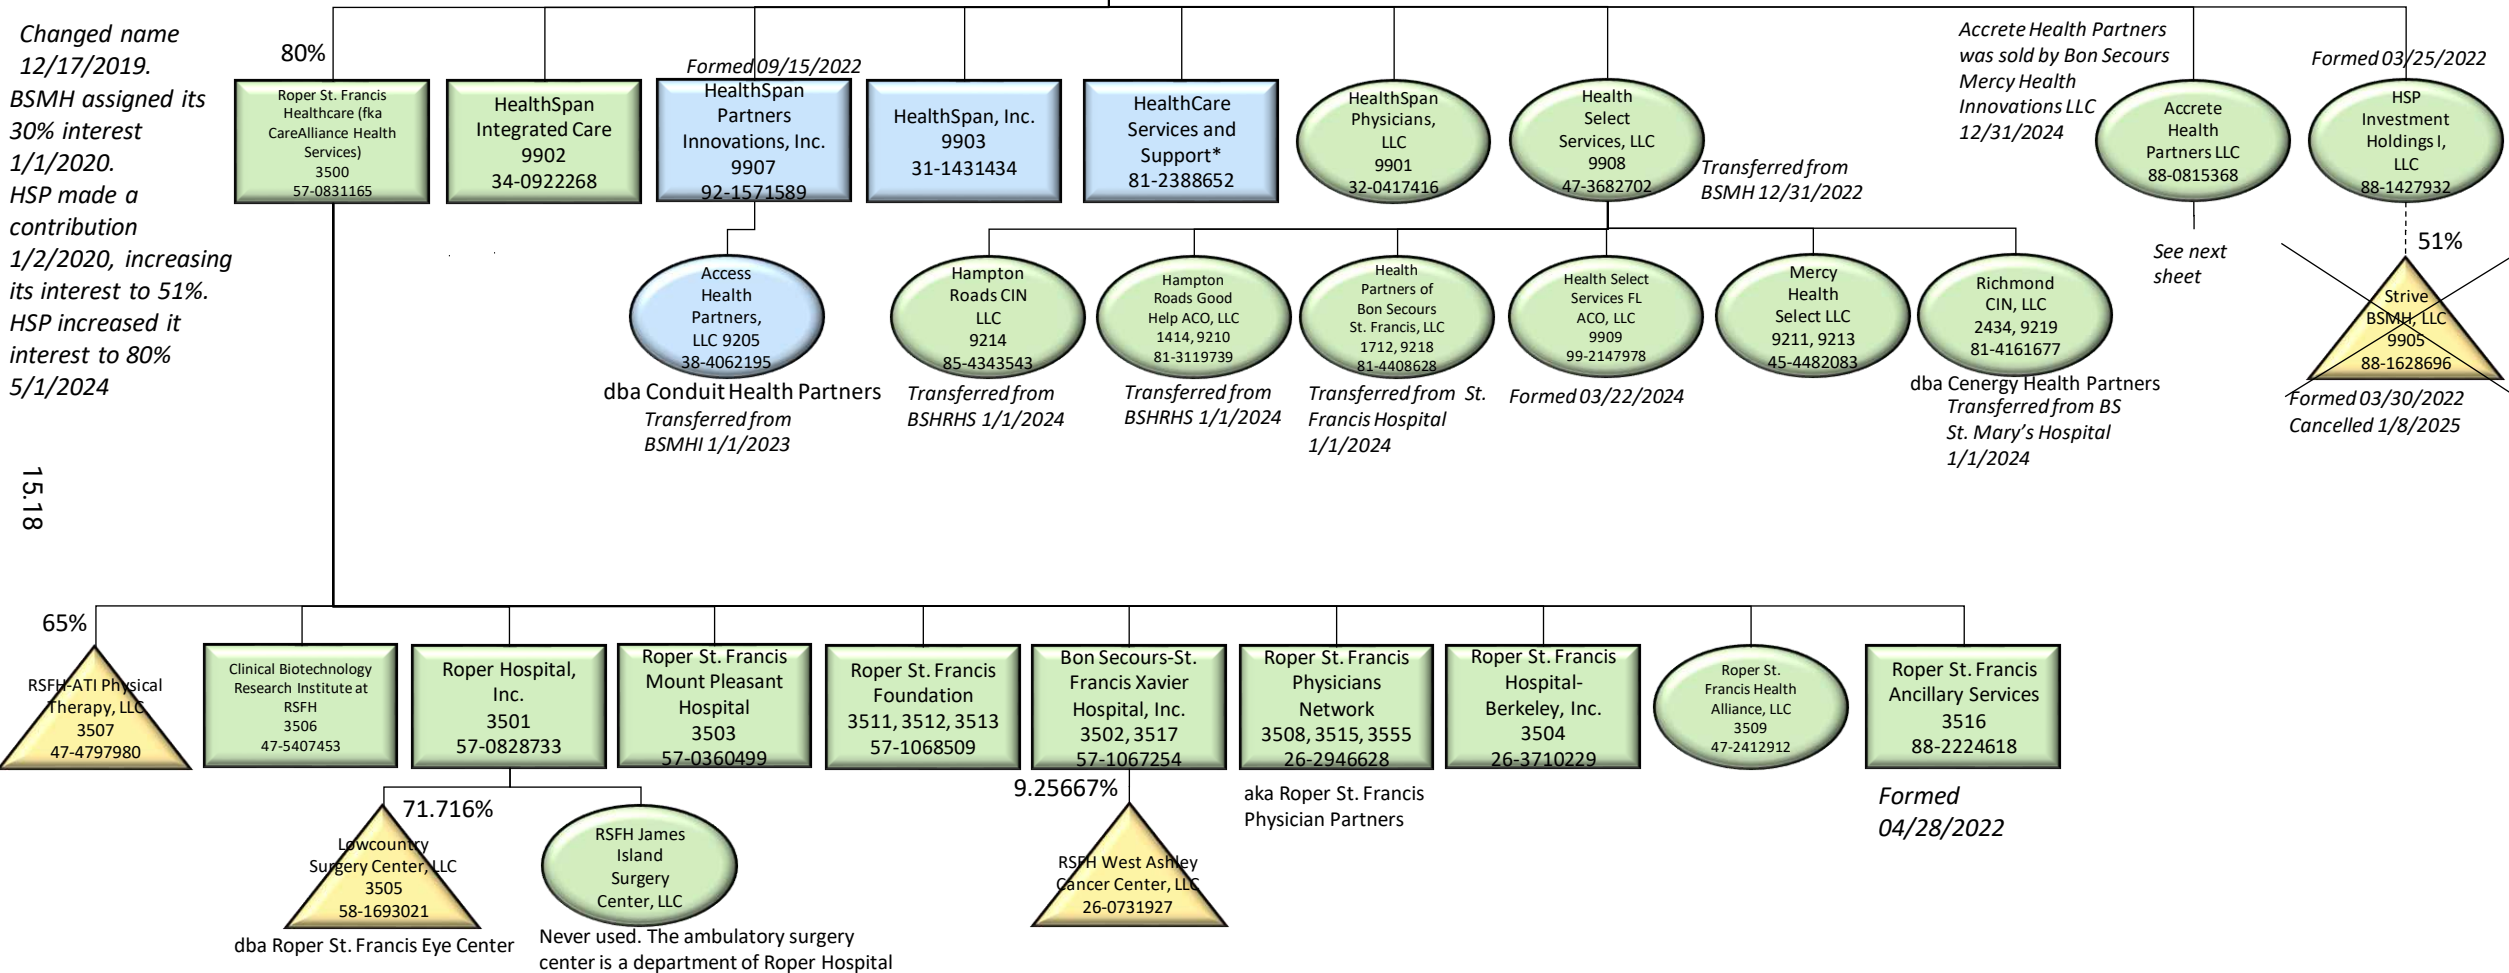 Changed name
12/17/2019.
BSMH assigned its
30% interest
1/1/2020.
HSP made a
contribution
1/2/2020, increasing
its interest to 51%.
HSP increased it
interest to 80%
5/1/2024
80%
Roper St. Francis
Healthcare (fka
CareAlliance Health
Services)
3500
57-0831165
HealthSpan
Integrated Care
9902
34-0922268
Formed 09/15/2022
HealthSpan
Partners
Innovations, Inc.
9907
92-1571589
HealthSpan, Inc.
9903
31-1431434
HealthCare
Services and
Support*
81-2388652
HealthSpan
Physicians,
LLC
9901
32-0417416
Health
Select
Services, LLC
9908
47-3682702
Transferred from
BSMH 12/31/2022
Accrete Health Partners
was sold by Bon Secours
Mercy Health
Innovations LLC
12/31/2024
Accrete
Health
Partners LLC
88-0815368
See next
sheet
Formed 03/25/2022
HSP
Investment
Holdings I,
LLC
88-1427932
51%
Strive
BSMH, LLC
9905
88-1628696
Formed 03/30/2022
Cancelled 1/8/2025
Access
Health
Partners,
LLC 9205
38-4062195
dba Conduit Health Partners
Transferred from
BSMHI 1/1/2023
Hampton
Roads CIN
LLC
9214
85-4343543
Transferred from
BSHRHS 1/1/2024
Hampton
Roads Good
Help ACO, LLC
1414, 9210
81-3119739
Transferred from
BSHRHS 1/1/2024
Health
Partners of
Bon Secours
St. Francis, LLC
1712, 9218
81-4408628
Transferred from St.
Francis Hospital
1/1/2024
Health Select
Services FL
ACO, LLC
9909
99-2147978
Formed 03/22/2024
Mercy
Health
Select LLC
9211, 9213
45-4482083
Richmond
CIN, LLC
2434, 9219
81-4161677
dba Cenergy Health Partners
Transferred from BS
St. Mary's Hospital
1/1/2024
15.18
65%
RSFH-ATI Physical
Therapy, LLC
3507
47-4797980
Clinical Biotechnology
Research Institute at
RSFH
3506
47-5407453
Roper Hospital,
Inc.
3501
57-0828733
Roper St. Francis
Mount Pleasant
Hospital
3503
57-0360499
Roper St. Francis
Foundation
3511, 3512, 3513
57-1068509
Bon Secours-St.
Francis Xavier
Hospital, Inc.
3502, 3517
57-1067254
Roper St. Francis
Physicians
Network
3508, 3515, 3555
26-2946628
aka Roper St. Francis
Physician Partners
Roper St. Francis
Hospital-
Berkeley, Inc.
3504
26-3710229
Roper St.
Francis Health
Alliance, LLC
3509
47-2412912
Roper St. Francis
Ancillary Services
3516
88-2224618
Formed
04/28/2022
71.716%
Lowcountry
Surgery Center, LLC
3505
58-1693021
dba Roper St. Francis Eye Center
RSFH James
Island
Surgery
Center, LLC
Never used. The ambulatory surgery
center is a department of Roper Hospital
9.25667%
RSFH West Ashley
Cancer Center, LLC
26-0731927